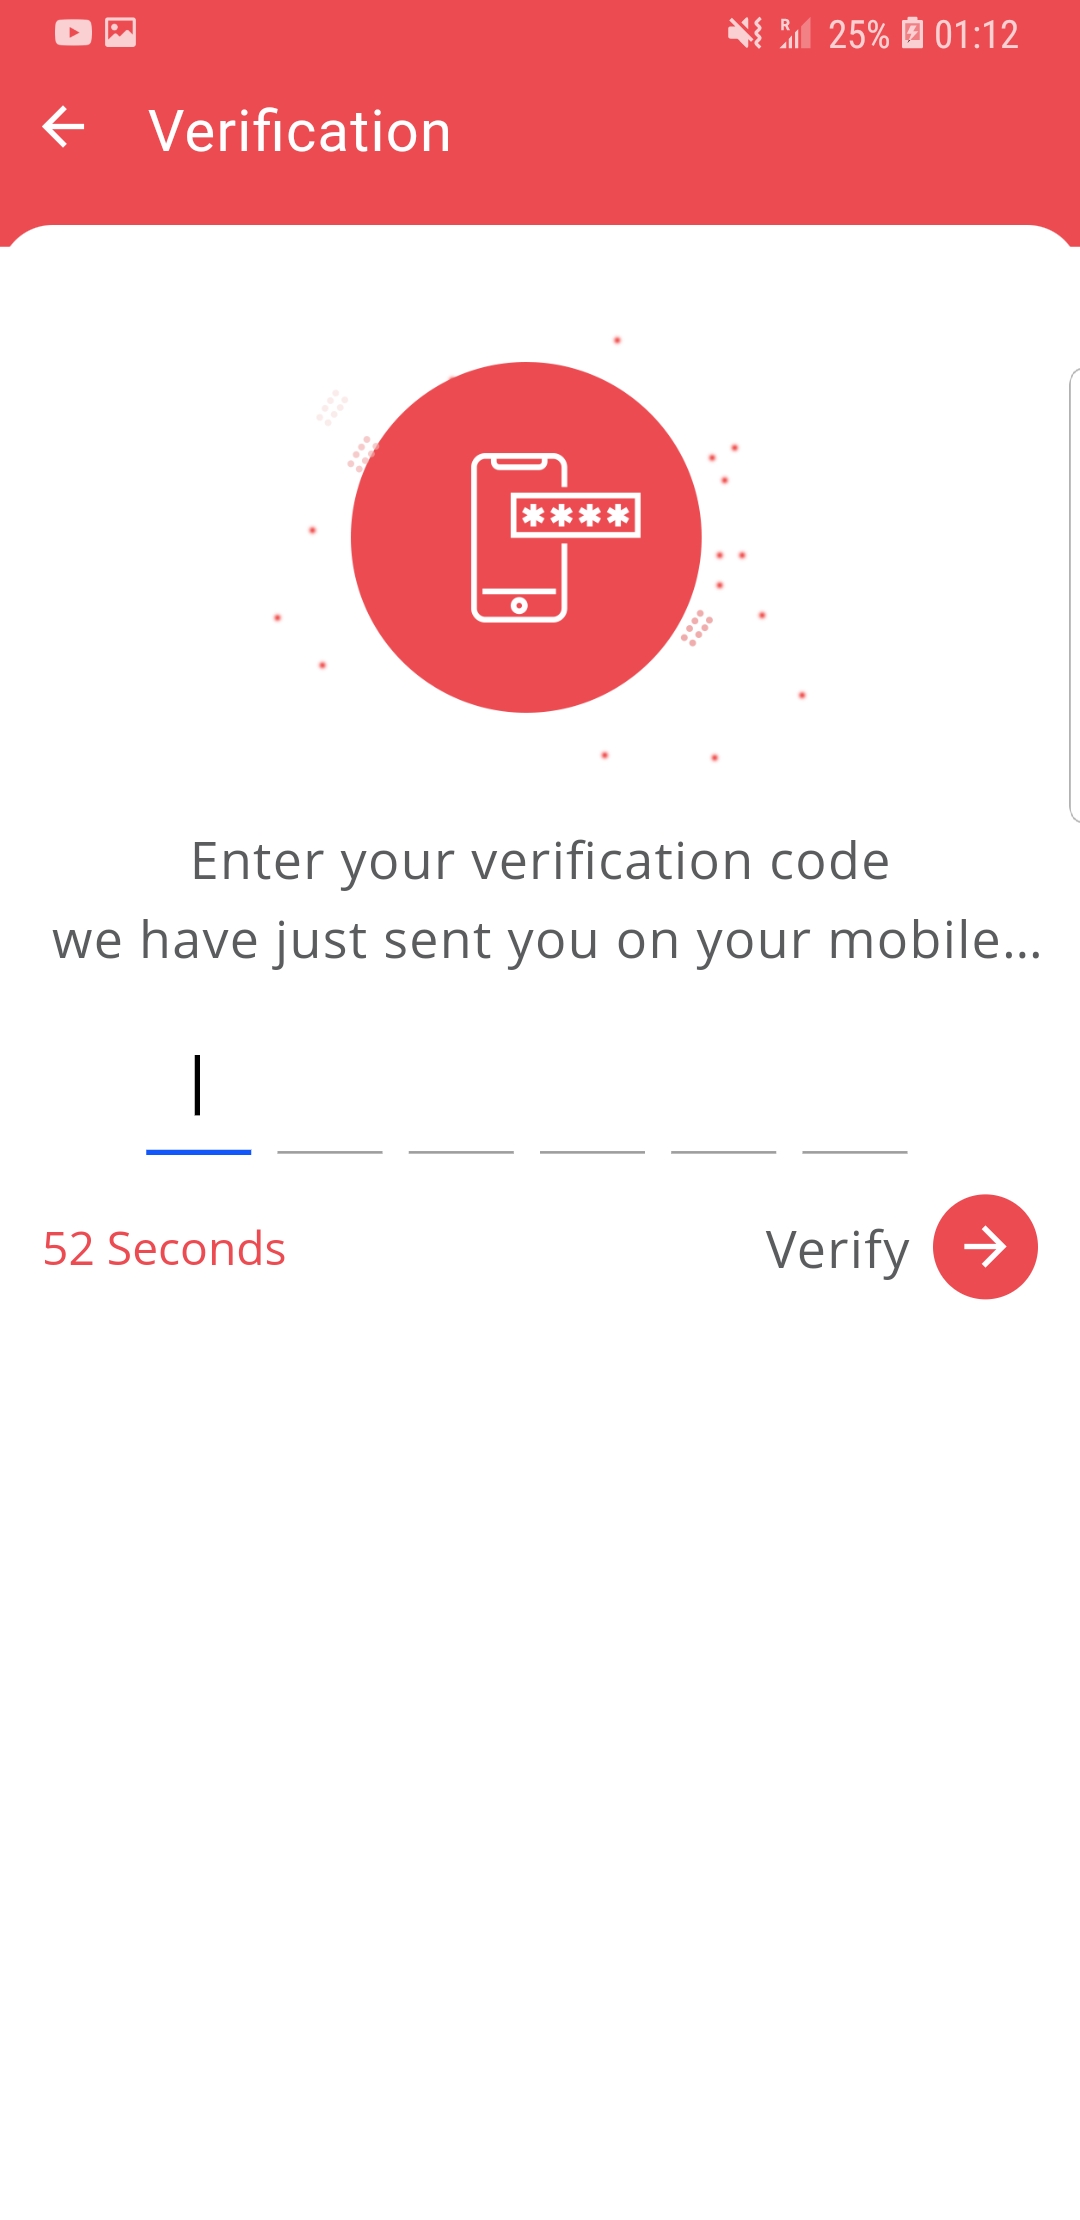 R 25% 01:12
Verification
****
Enter your verification code
we have just sent you on your mobile...
52 Seconds
Verify